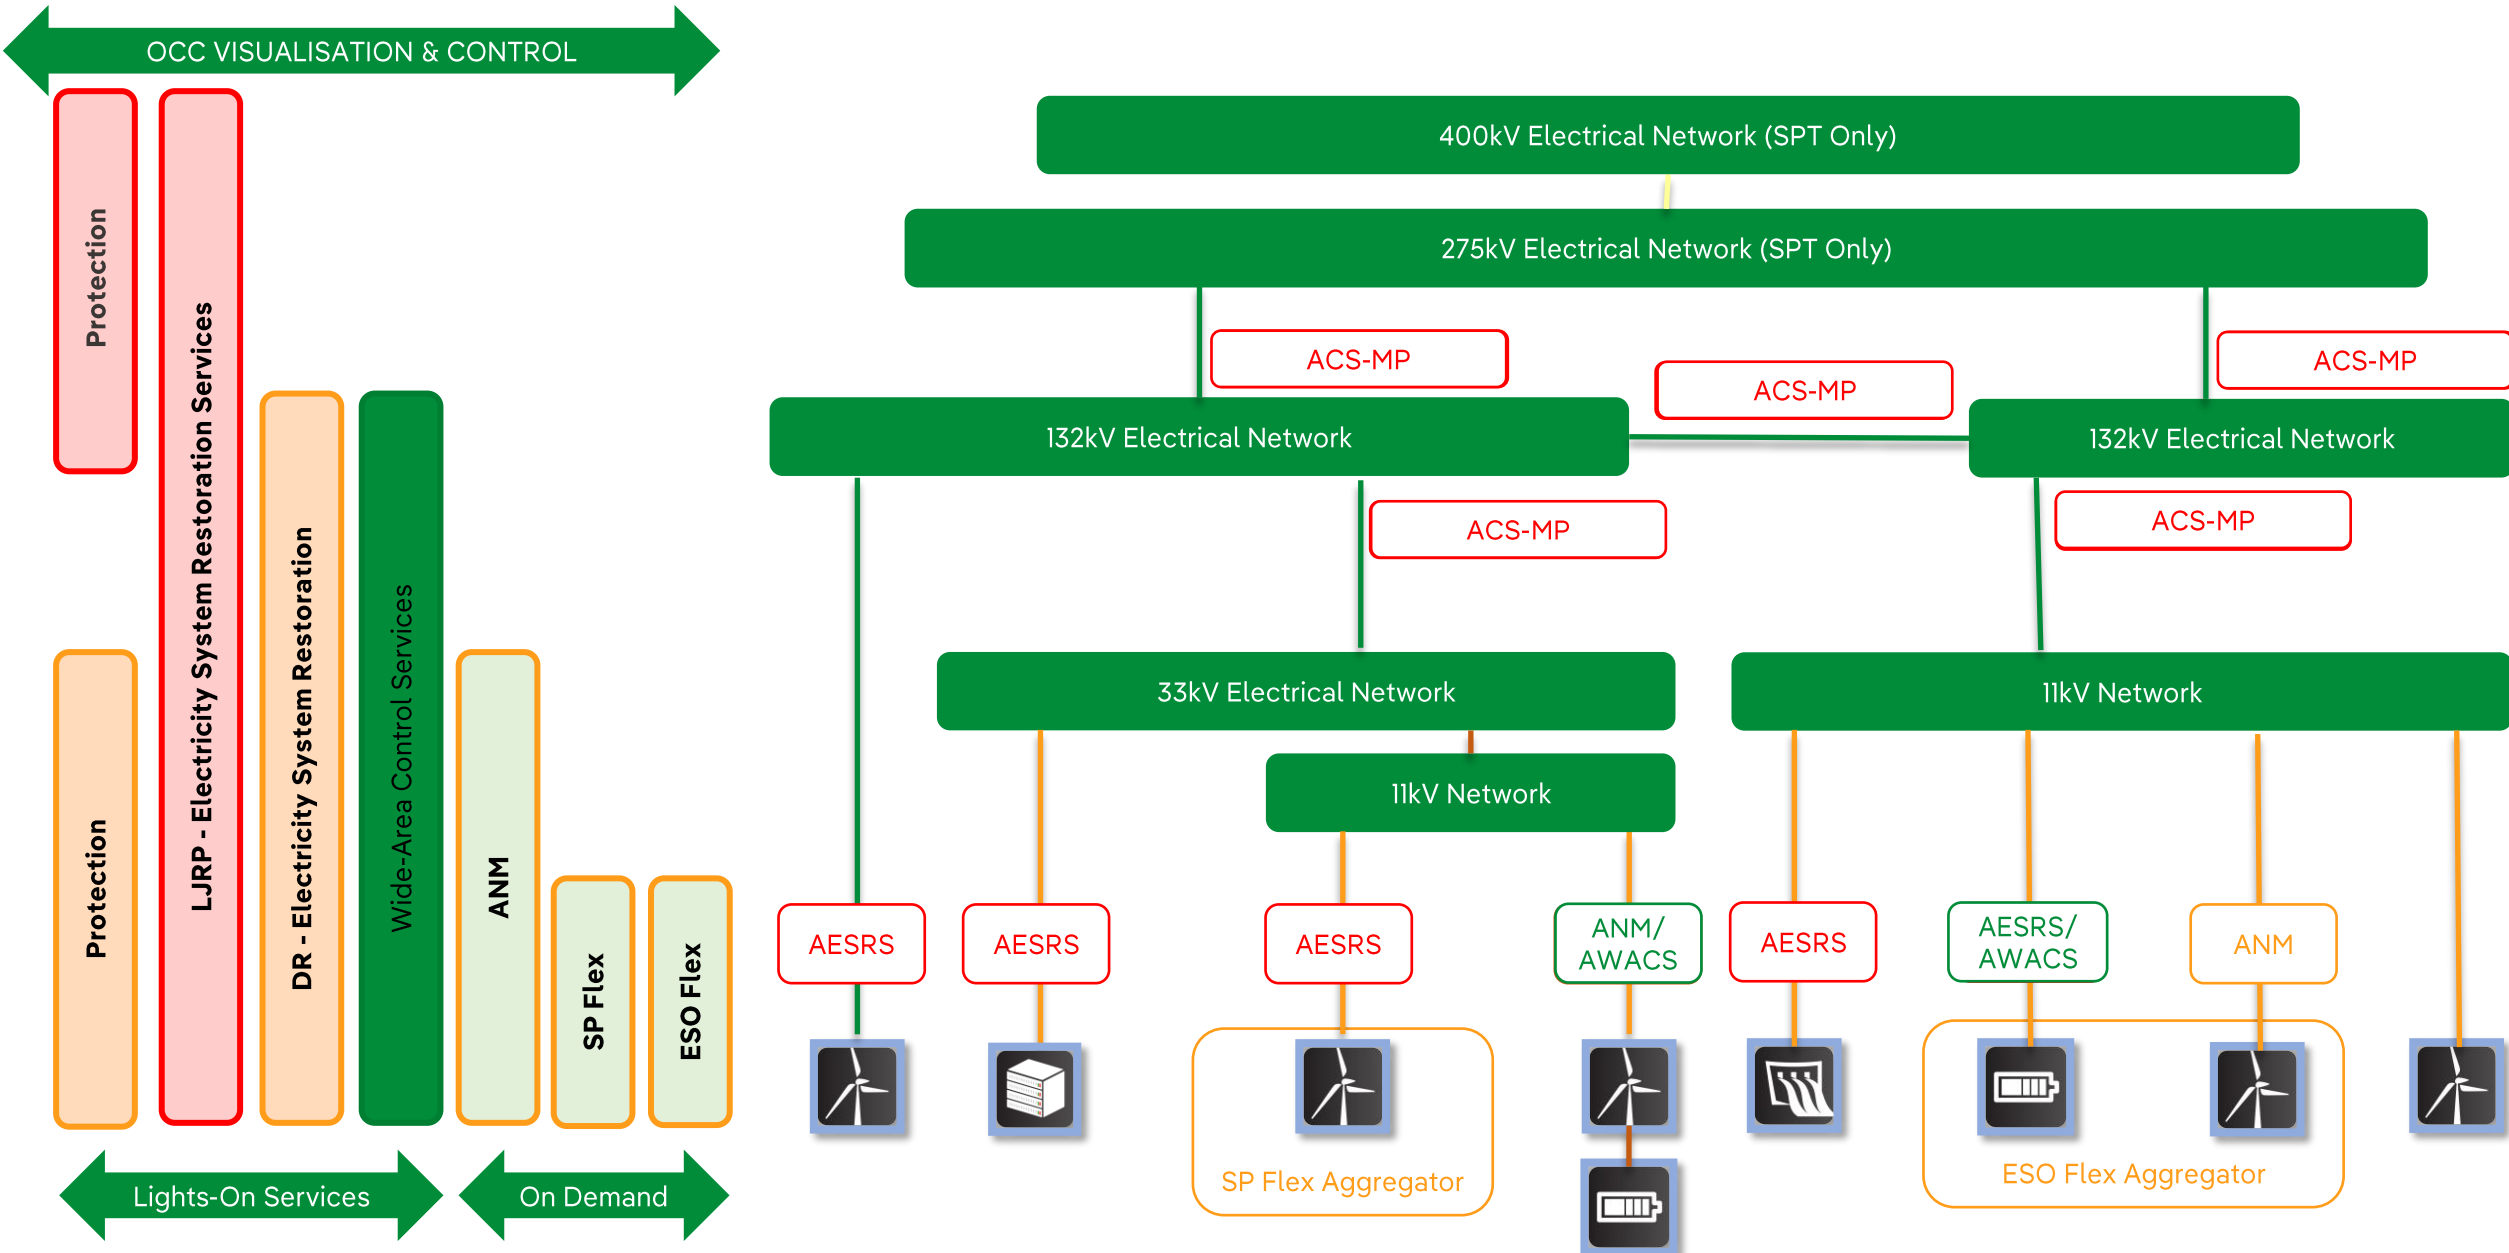 OCC VISUALISATION & CONTROL
Protection
Protection
LJRP - Electricity System Restoration Services
DR - Electricity System Restoration
Wide-Area Control Services
ANM
SP Flex
ESO Flex
Lights-On Services
On Demand
400kV Electrical Network (SPT Only)
275kV Electrical Network (SPT Only)
ACS-MP
ACS-MP
ACS-MP
132kV Electrical Network
132kV Electrical Network
ACS-MP
ACS-MP
33kV Electrical Network
11kV Network
11kV Network
AESRS
AESRS
AESRS
ANM/
AWACS
AESRS
AESRS/
AWACS
ANM
SP Flex Aggregator
ESO Flex Aggregator